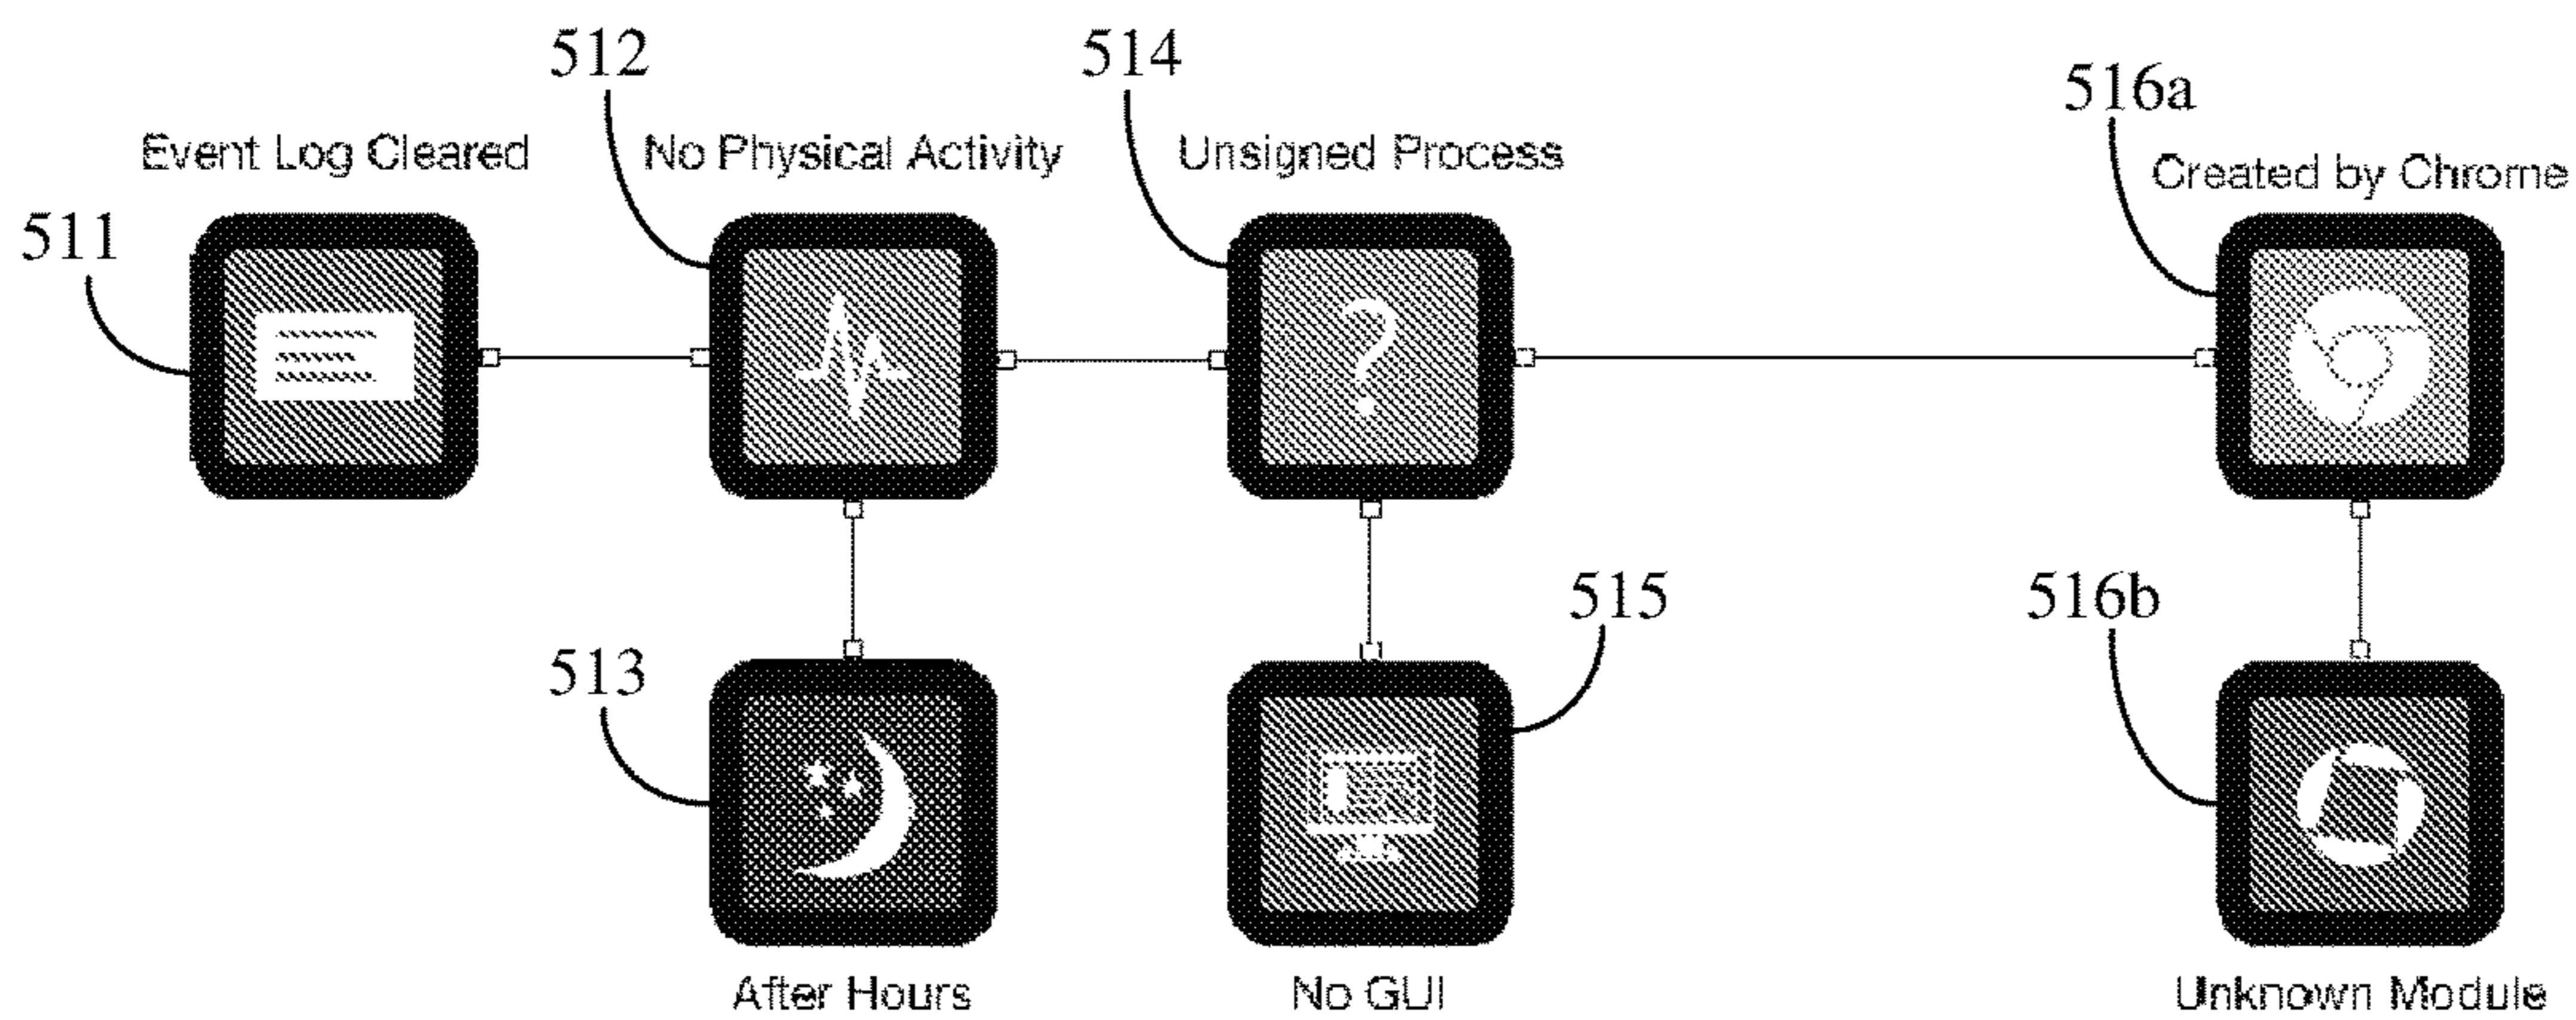 512
514
516a
Event Log Cleared
No Physical Activity
Unsigned Process
Created by Chrome
511
?
515
516b
513
After Hours
No GUI
Unknown Module